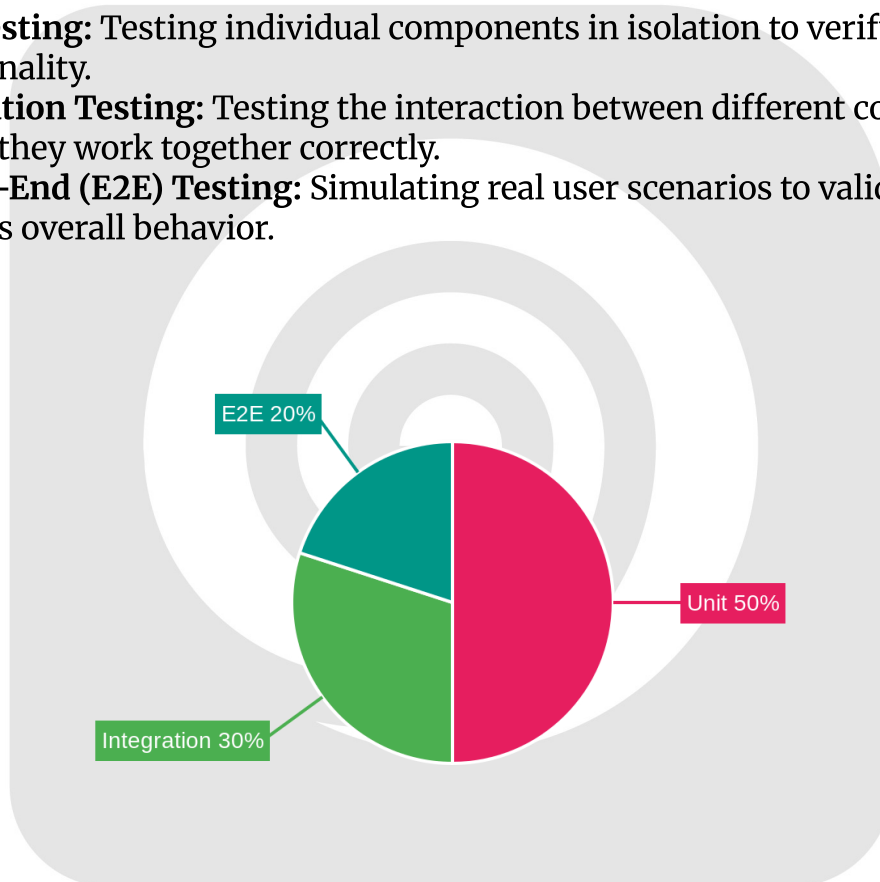 sting: Testing individual components in isolation to verif
nality.
tion Testing: Testing the interaction between different co
they work together correctly.
-End (E2E) Testing: Simulating real user scenarios to valid
s overall behavior.
E2E 20%
Unit 50%
Integration 30%